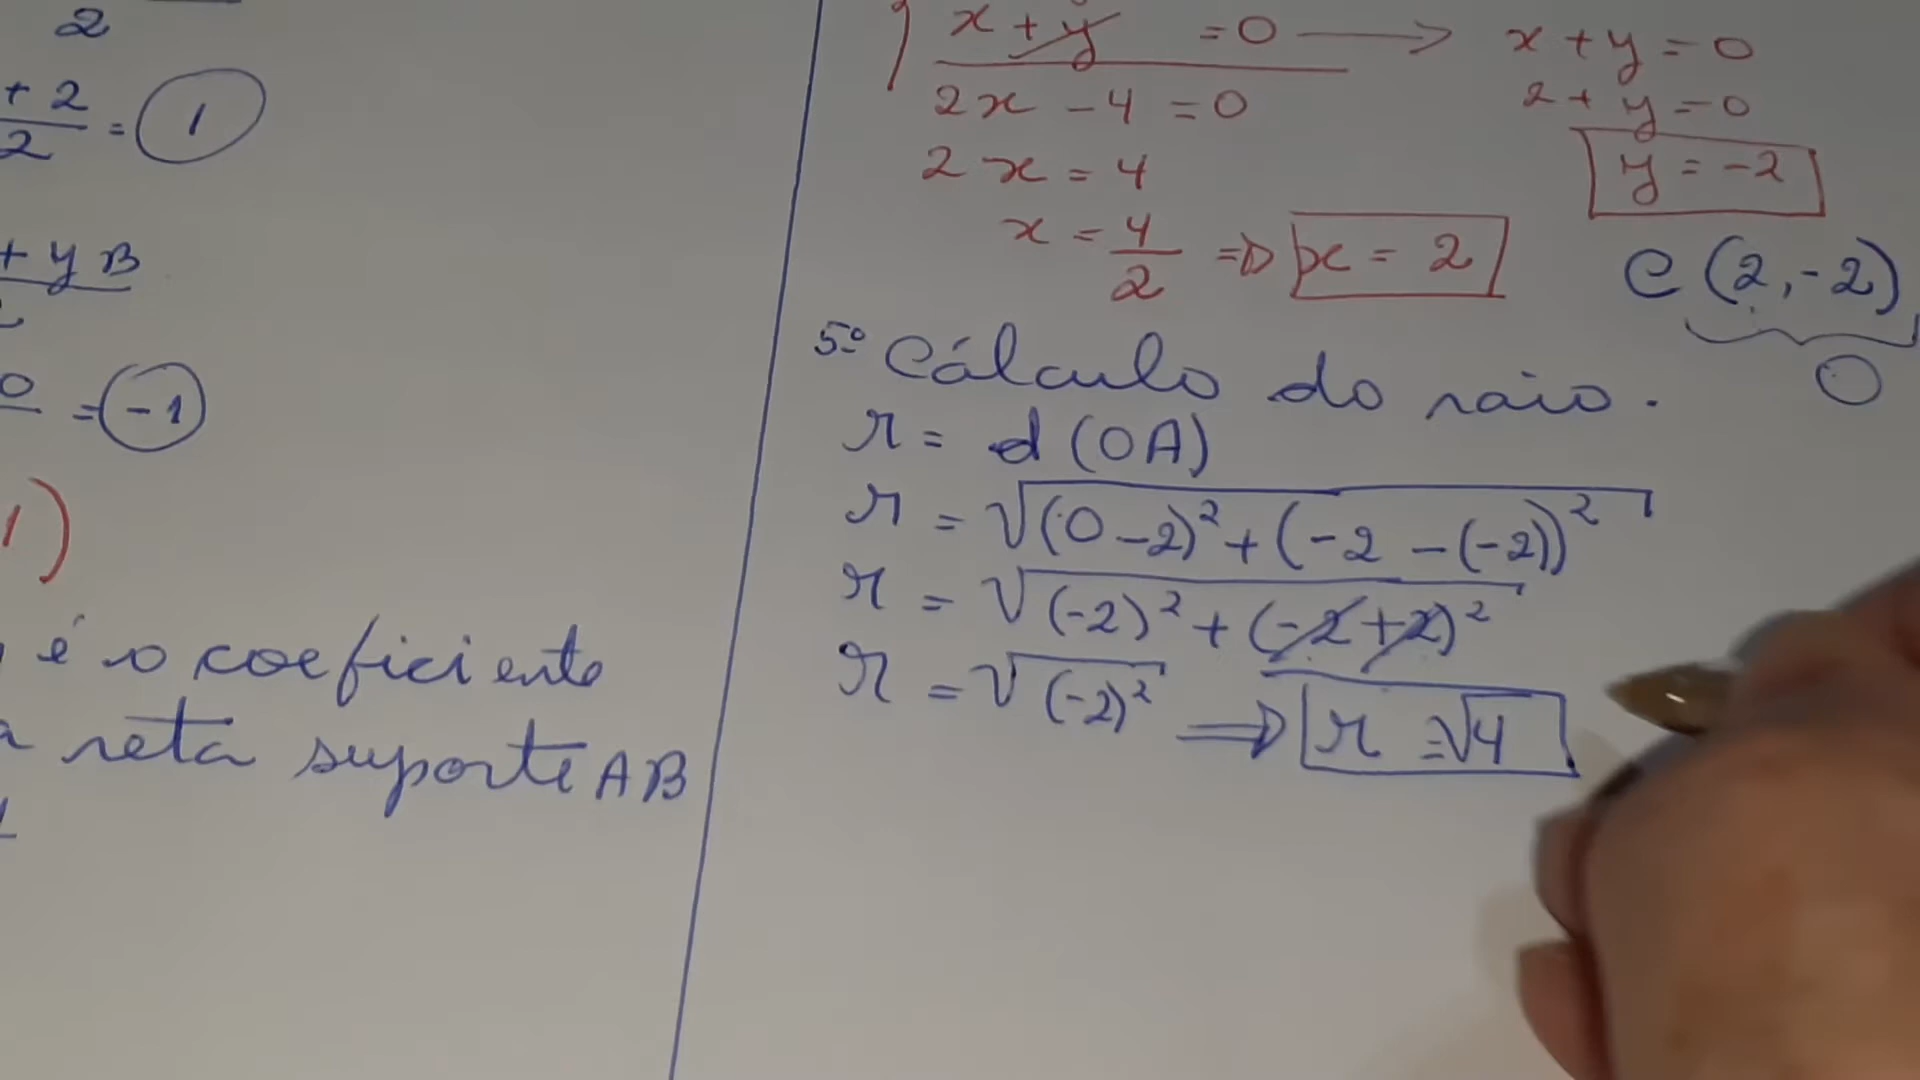 2
+ 2
2 = 1
+ yB
0 = -1
1)
é o coeficiente
reta suporte AB
x + y = 0 → x + y = 0
2x - 4 = 0
2 + y = 0
2x = 4
y = -2
x = 4/2 ⇒ x = 2
C (2, -2)
O
5º Cálculo do raio.
r = d (OA)
r = √(0 - 2)² + (-2 - (-2))²
r = √(-2)² + (-2 + 2)²
r = √(-2)² ⇒ r = √4